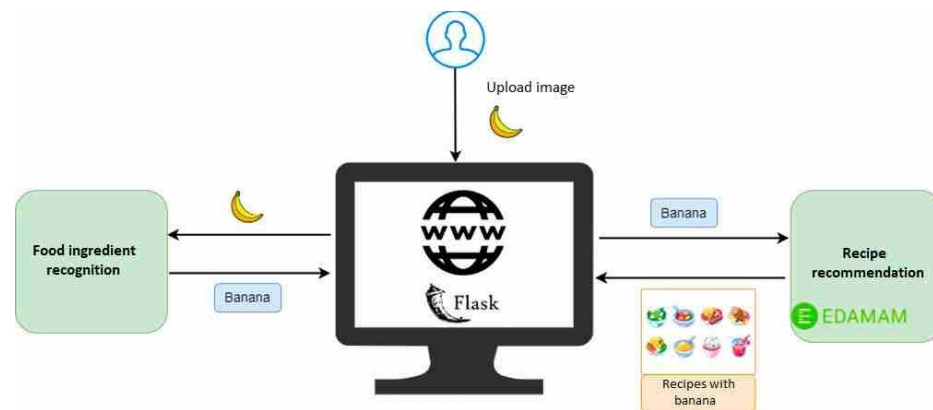 Upload image
Food ingredient
recognition
Banana
WWW
Flask
Banana
Recipe
recommendation
EDAMAM
Recipes with
banana